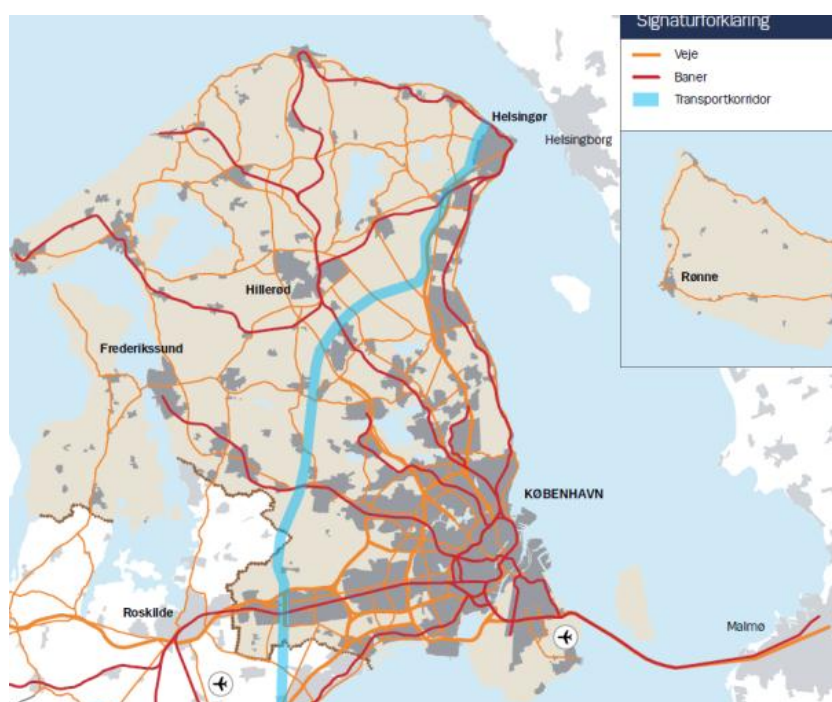 Signaturforklaring
Veje
Baner
Transportkorridor
Helsingør
Helsingborg
Hillerød
Rønne
Frederikssund
KØBENHAVN
Roskilde
Malmø